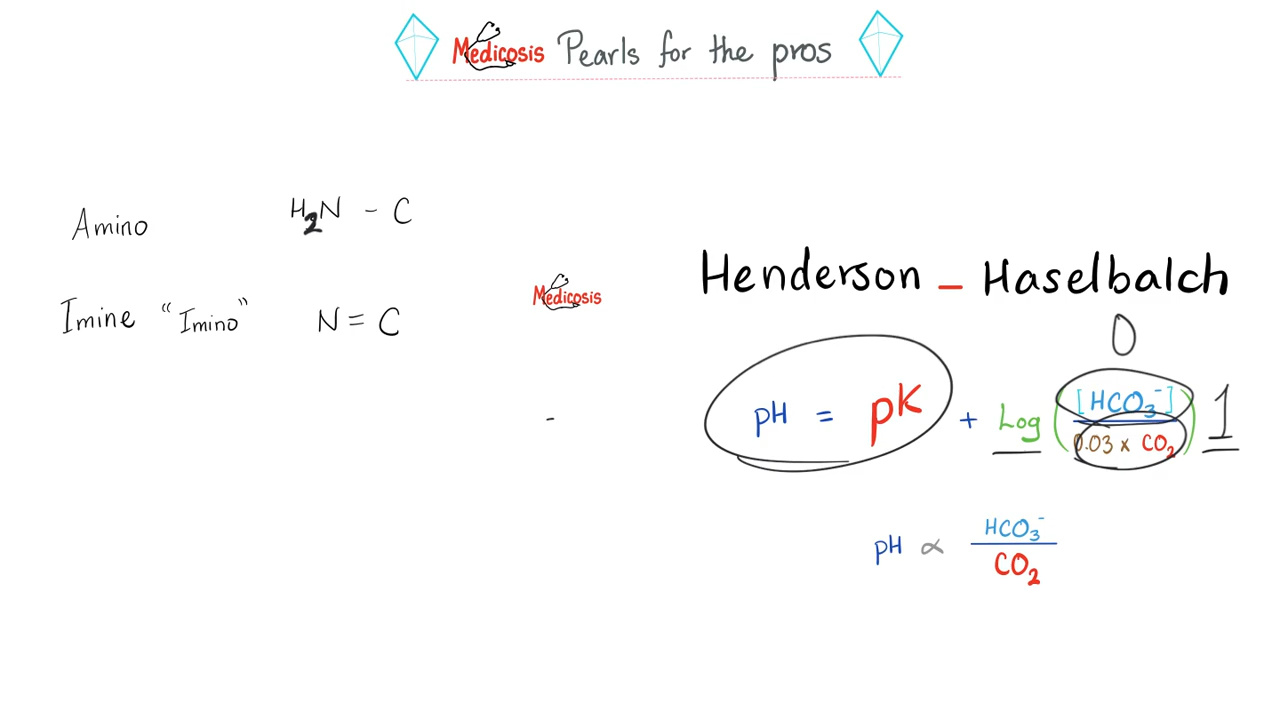 Medicosis Pearls for the pros
Amino H₂N - C
Imine "Imino" N = C
Medicosis
-
Henderson - Haselbalch
0
pH = pK + Log ([HCO₃⁻] / 0.03 x CO₂) 1
pH ∝ HCO₃⁻ / CO₂